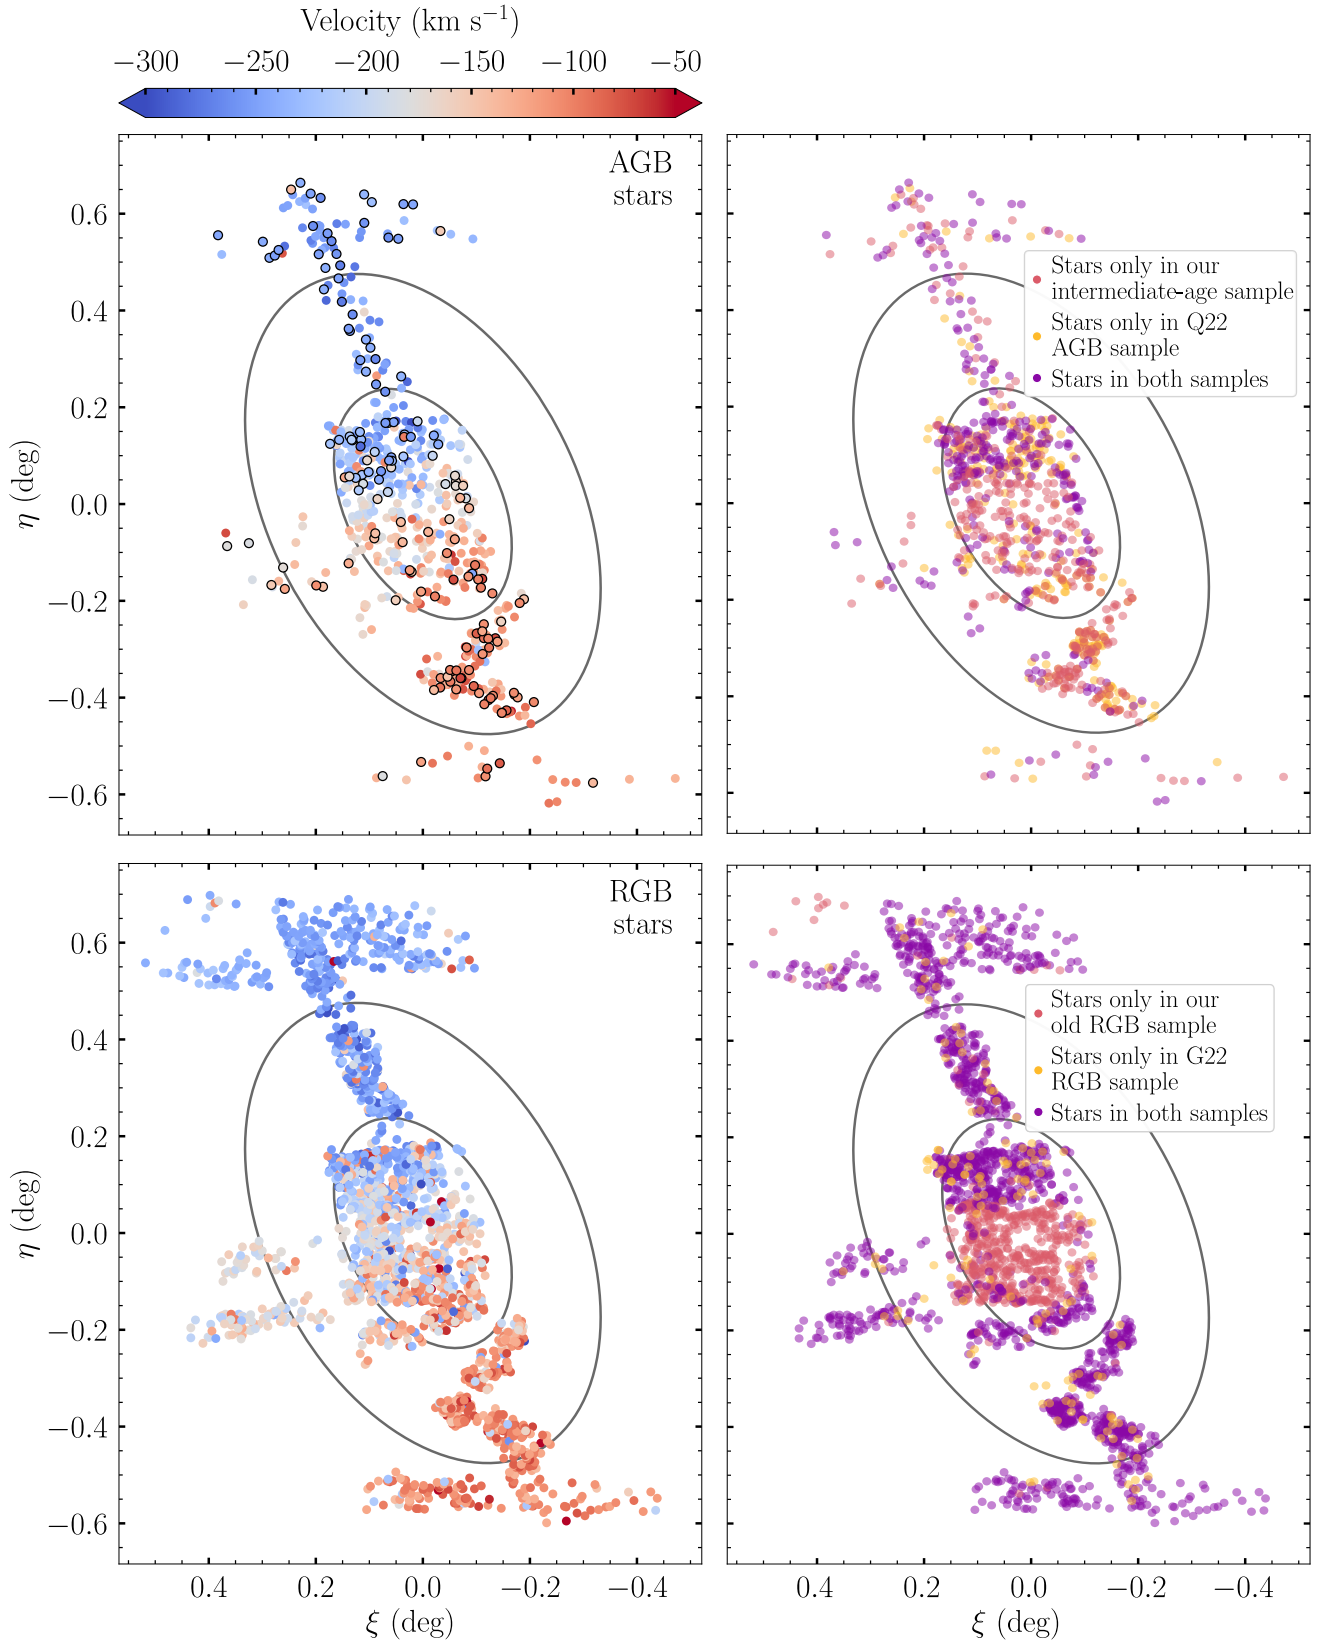 Velocity (km s−1)
−300 −250 −200 −150 −100 −50
AGB
stars
0.6
0.4
0.2
0.0
−0.2
−0.4
−0.6
η (deg)
Stars only in our
intermediate-age sample
Stars only in Q22
AGB sample
Stars in both samples
RGB
stars
0.6
0.4
0.2
0.0
−0.2
−0.4
−0.6
η (deg)
0.4 0.2 0.0 −0.2 −0.4
ξ (deg)
Stars only in our
old RGB sample
Stars only in G22
RGB sample
Stars in both samples
0.4 0.2 0.0 −0.2 −0.4
ξ (deg)